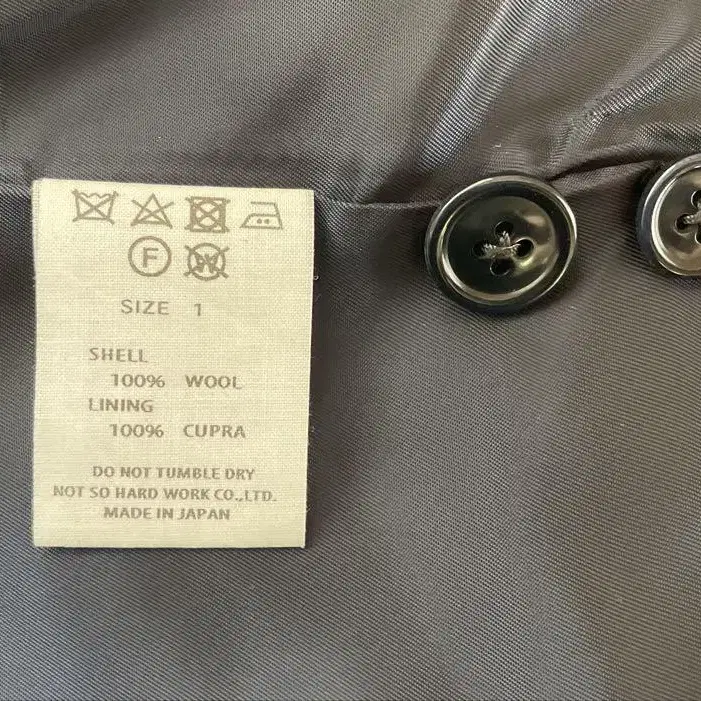 F W
SIZE 1
SHELL
100% WOOL
LINING
100% CUPRA
DO NOT TUMBLE DRY
NOT SO HARD WORK CO.,LTD.
MADE IN JAPAN